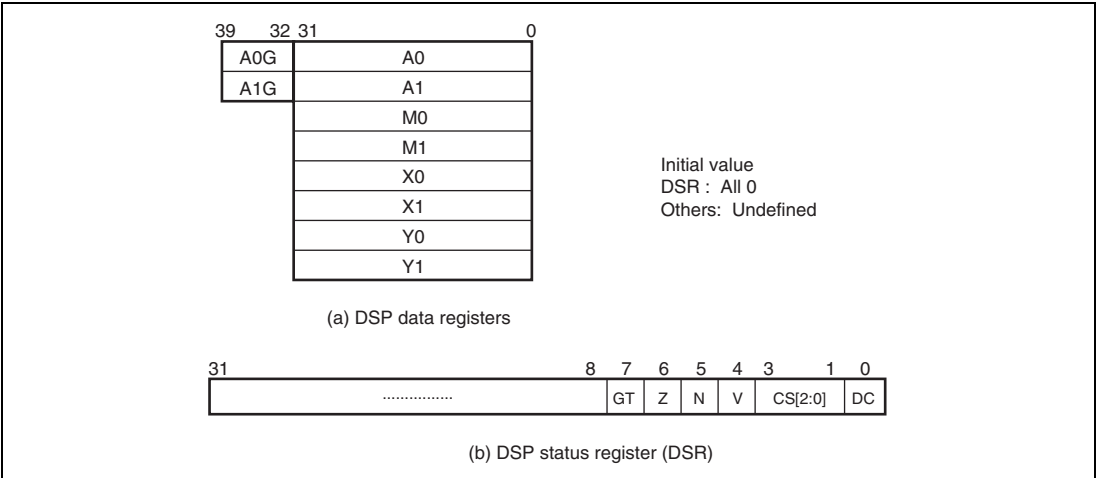 39 32 31 0
A0G A0
A1G A1
M0
M1
X0
X1
Y0
Y1
Initial value
DSR : All 0
Others: Undefined
(a) DSP data registers
31 8 7 6 5 4 3 1 0
............... GT Z N V CS[2:0] DC
(b) DSP status register (DSR)